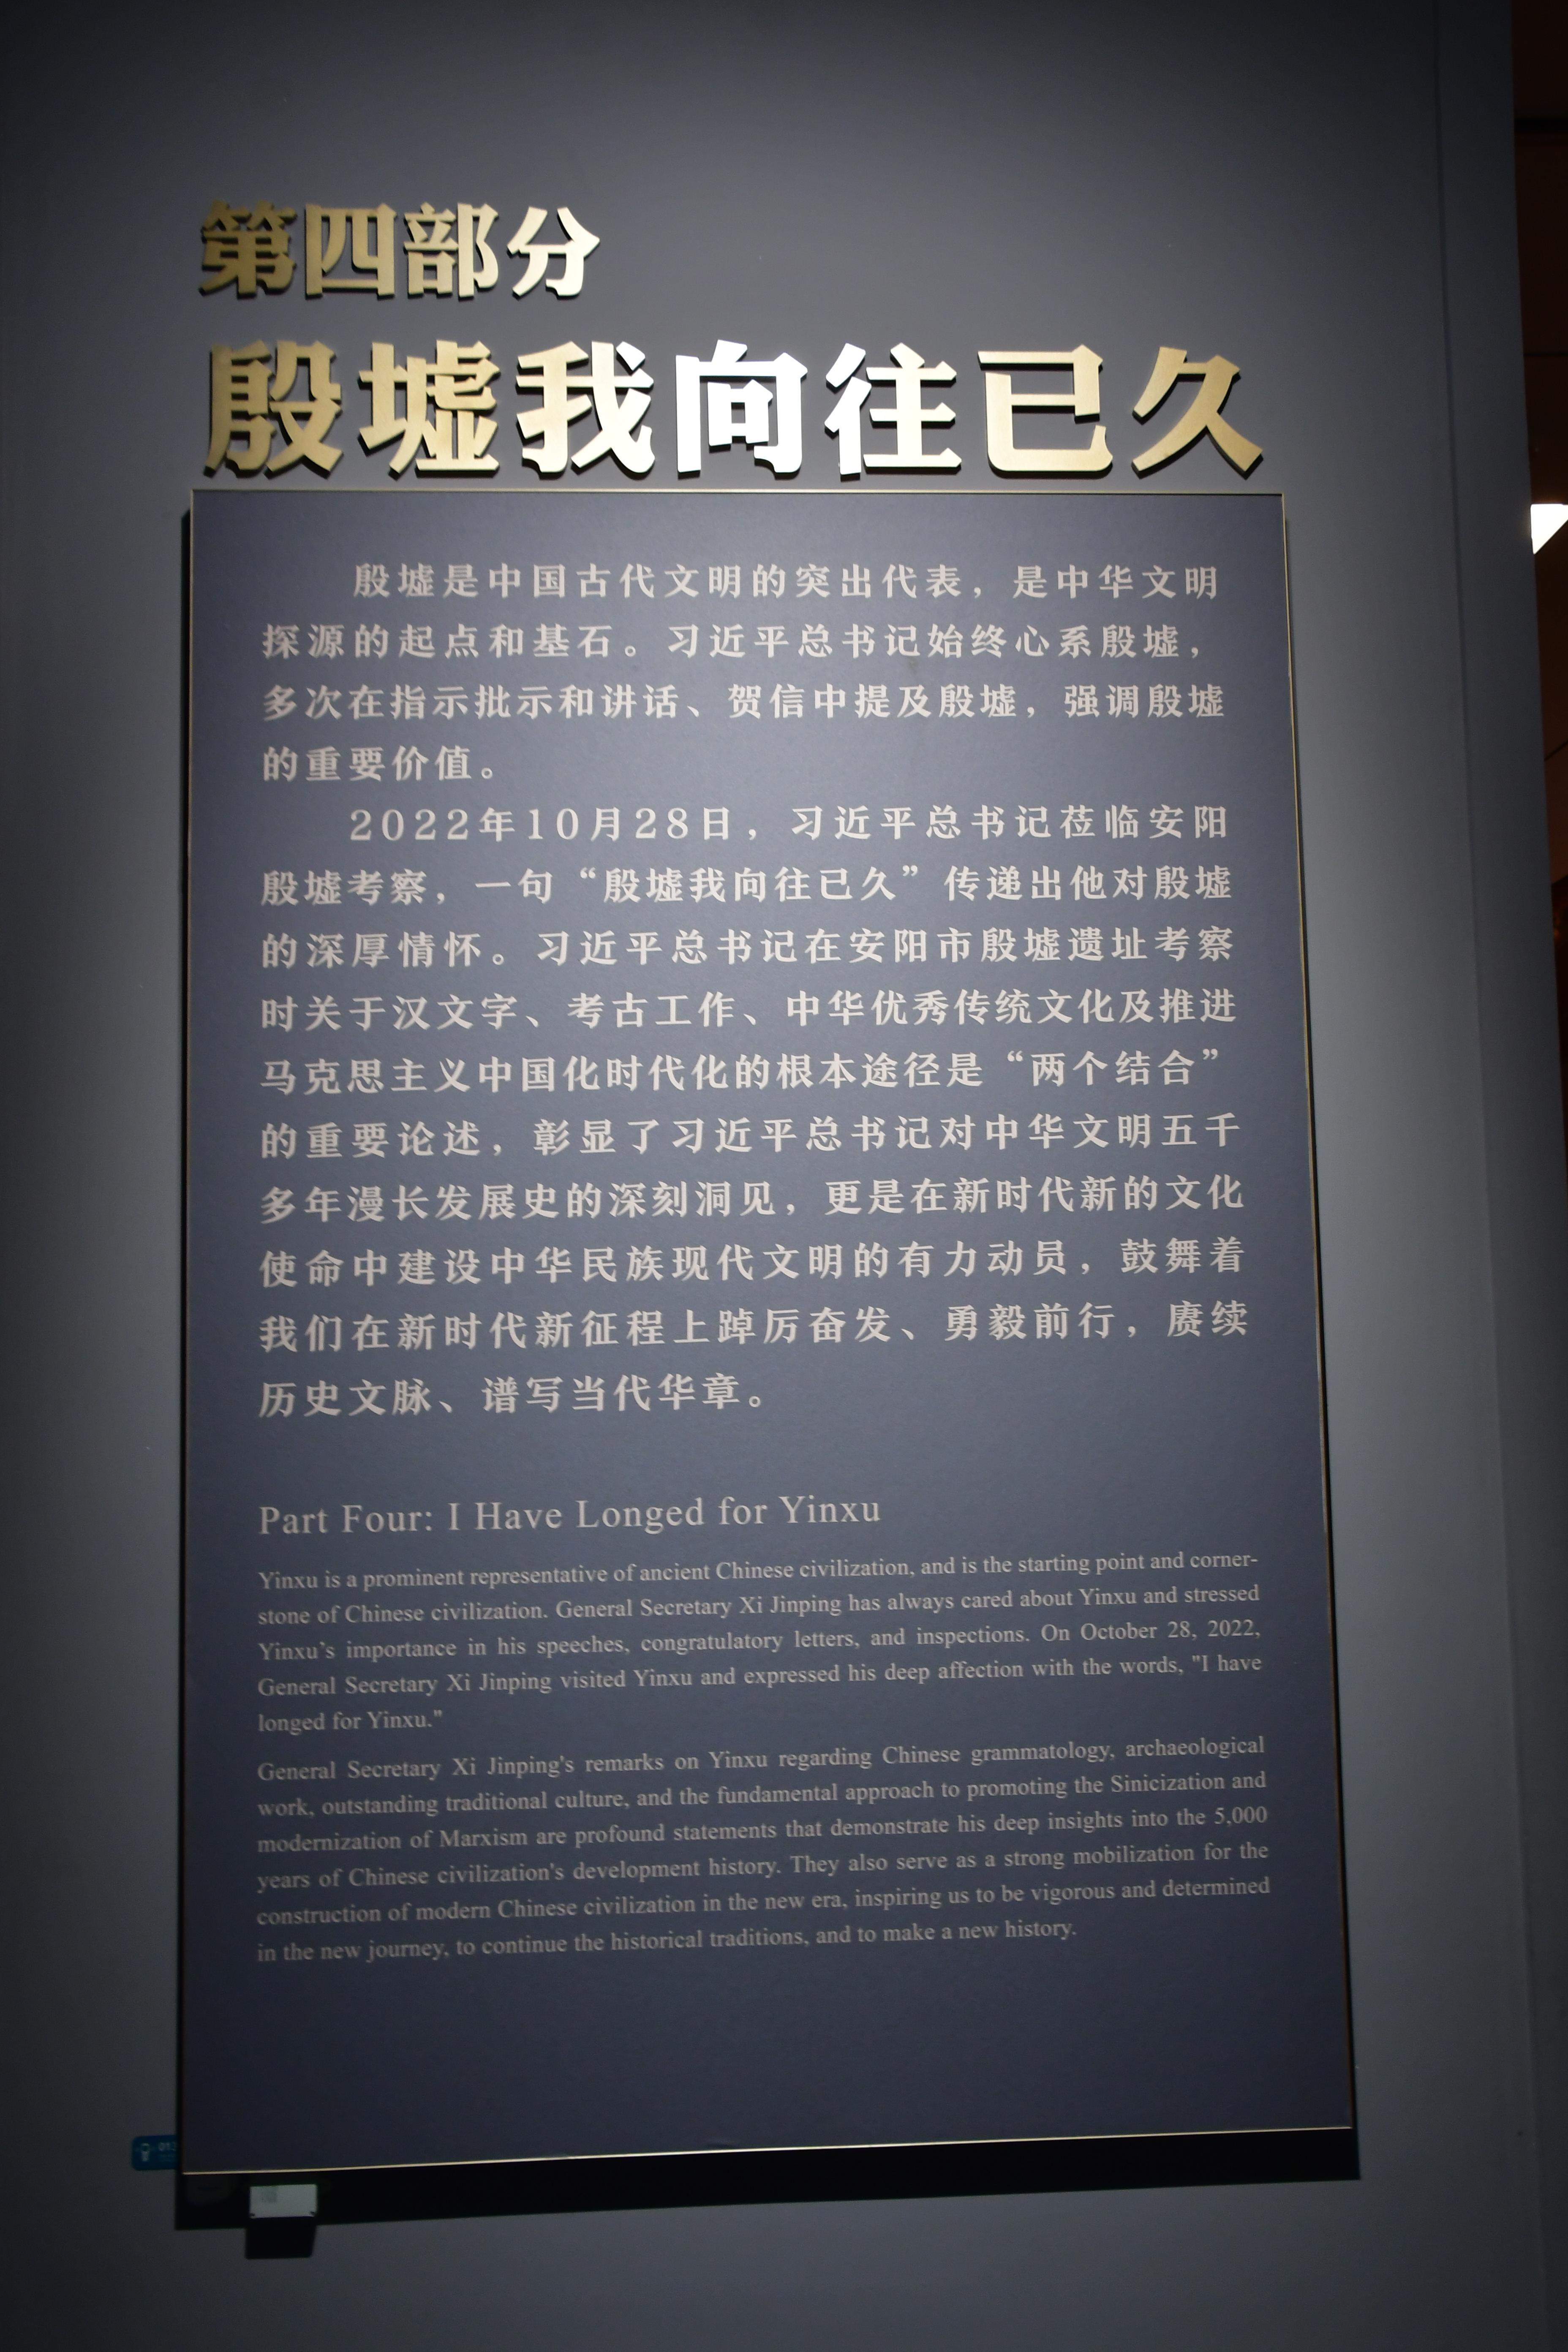 第四部分
殷墟我向往已久
殷墟是中国古代文明的突出代表，是中华文明
探源的起点和基石。习近平总书记始终心系殷墟，
多次在指示批示和讲话、贺信中提及殷墟，强调殷墟
的重要价值。
2022年10月28日，习近平总书记莅临安阳
殷墟考察，一句“殷墟我向往已久”传递出他对殷墟
的深厚情怀。习近平总书记在安阳市殷墟遗址考察
时关于汉文字、考古工作、中华优秀传统文化及推进
马克思主义中国化时代化的根本途径是“两个结合”
的重要论述，彰显了习近平总书记对中华文明五千
多年漫长发展史的深刻洞见，更是在新时代新的文化
使命中建设中华民族现代文明的有力动员，鼓舞着
我们在新时代新征程上踔厉奋发、勇毅前行，赓续
历史文脉、谱写当代华章。
Part Four: I Have Longed for Yinxu
Yinxu is a prominent representative of ancient Chinese civilization, and is the starting point and corner-
stone of Chinese civilization. General Secretary Xi Jinping has always cared about Yinxu and stressed
Yinxu’s importance in his speeches, congratulatory letters, and inspections. On October 28, 2022,
General Secretary Xi Jinping visited Yinxu and expressed his deep affection with the words, "I have
longed for Yinxu."
General Secretary Xi Jinping's remarks on Yinxu regarding Chinese grammatology, archaeological
work, outstanding traditional culture, and the fundamental approach to promoting the Sinicization and
modernization of Marxism are profound statements that demonstrate his deep insights into the 5,000
years of Chinese civilization's development history. They also serve as a strong mobilization for the
construction of modern Chinese civilization in the new era, inspiring us to be vigorous and determined
in the new journey, to continue the historical traditions, and to make a new history.